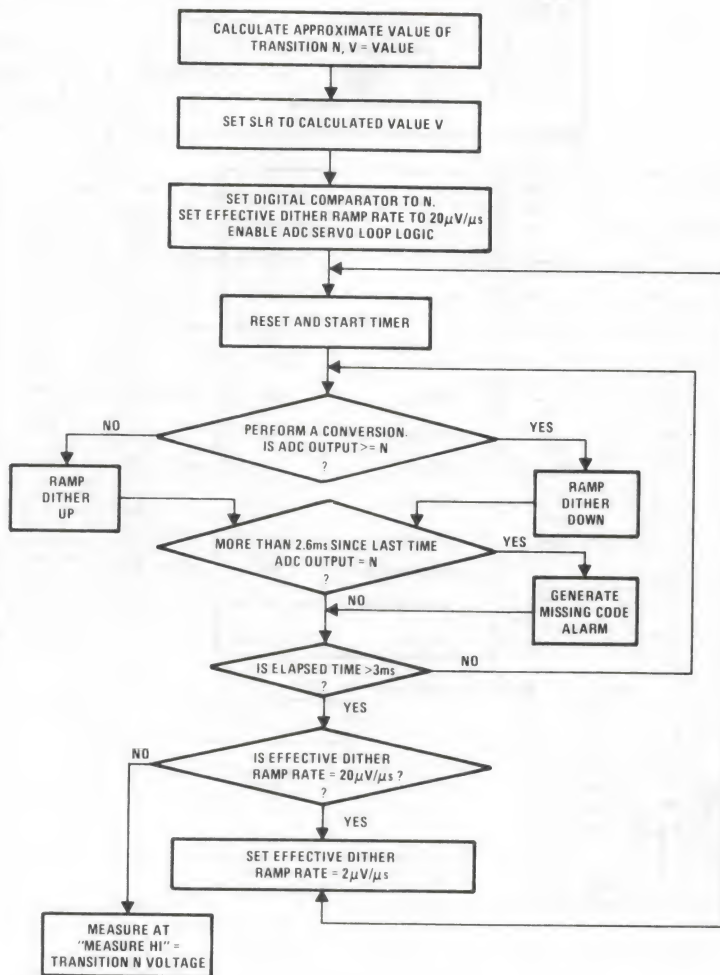 CALCULATE APPROXIMATE VALUE OF
TRANSITION N, V = VALUE
SET SLR TO CALCULATED VALUE V
SET DIGITAL COMPARATOR TO N.
SET EFFECTIVE DITHER RAMP RATE TO 20μV/μs
ENABLE ADC SERVO LOOP LOGIC
RESET AND START TIMER
NO
PERFORM A CONVERSION.
IS ADC OUTPUT >= N
?
YES
RAMP
DITHER
UP
RAMP
DITHER
DOWN
MORE THAN 2.6ms SINCE LAST TIME
ADC OUTPUT = N
?
YES
NO
GENERATE
MISSING CODE
ALARM
IS ELAPSED TIME >3ms
?
NO
YES
NO
IS EFFECTIVE DITHER
RAMP RATE = 20μV/μs ?
?
YES
SET EFFECTIVE DITHER
RAMP RATE = 2μV/μs
MEASURE AT
"MEASURE HI" =
TRANSITION N VOLTAGE